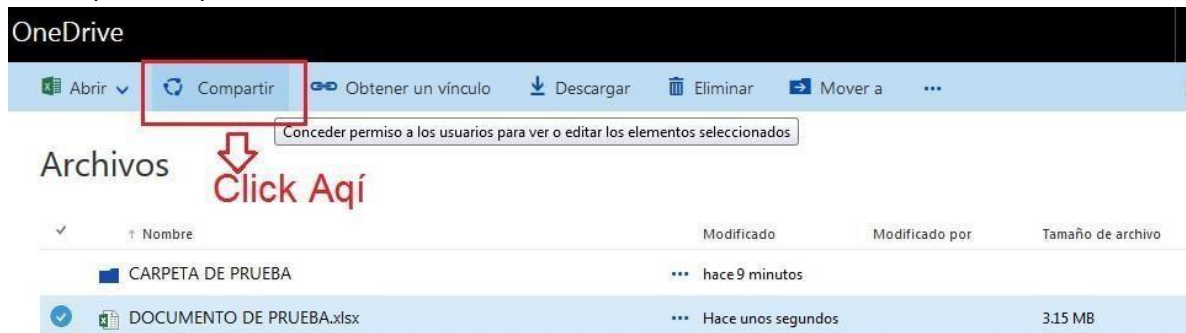 OneDrive
Abrir Compartir Obtener un vínculo Descargar Eliminar Mover a ...
Conceder permiso a los usuarios para ver o editar los elementos seleccionados
Archivos
Click Aqí
Nombre Modificado Modificado por Tamaño de archivo
CARPETA DE PRUEBA ... hace 9 minutos
DOCUMENTO DE PRUEBA.xlsx ... Hace unos segundos 3.15 MB